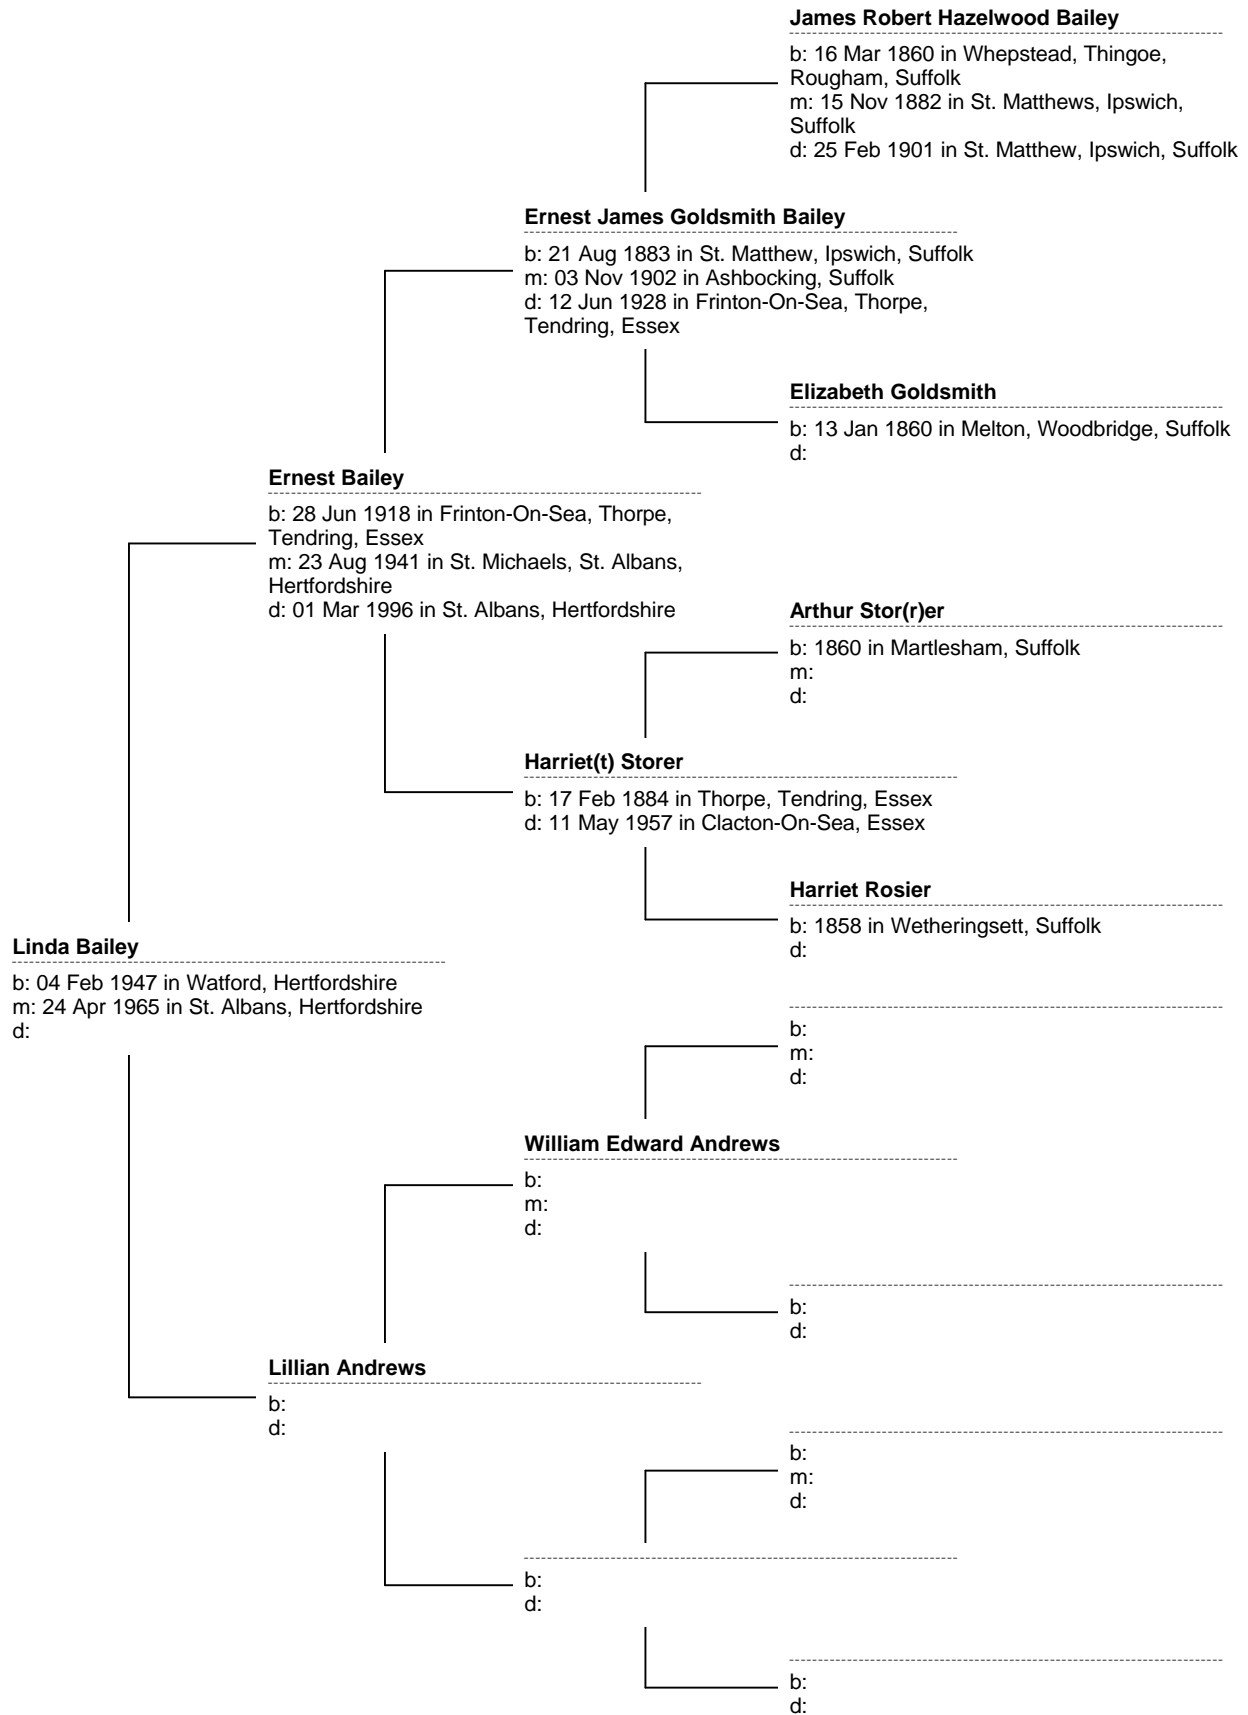 James Robert Hazelwood Bailey
b: 16 Mar 1860 in Whepstead, Thingoe,
Rougham, Suffolk
m: 15 Nov 1882 in St. Matthews, Ipswich,
Suffolk
d: 25 Feb 1901 in St. Matthew, Ipswich, Suffolk
Ernest James Goldsmith Bailey
b: 21 Aug 1883 in St. Matthew, Ipswich, Suffolk
m: 03 Nov 1902 in Ashbocking, Suffolk
d: 12 Jun 1928 in Frinton-On-Sea, Thorpe,
Tendring, Essex
Elizabeth Goldsmith
b: 13 Jan 1860 in Melton, Woodbridge, Suffolk
d:
Ernest Bailey
b: 28 Jun 1918 in Frinton-On-Sea, Thorpe,
Tendring, Essex
m: 23 Aug 1941 in St. Michaels, St. Albans,
Hertfordshire
d: 01 Mar 1996 in St. Albans, Hertfordshire
Arthur Stor(r)er
b: 1860 in Martlesham, Suffolk
m:
d:
Harriet(t) Storer
b: 17 Feb 1884 in Thorpe, Tendring, Essex
d: 11 May 1957 in Clacton-On-Sea, Essex
Harriet Rosier
b: 1858 in Wetheringsett, Suffolk
d:
Linda Bailey
b: 04 Feb 1947 in Watford, Hertfordshire
m: 24 Apr 1965 in St. Albans, Hertfordshire
d:
b:
m:
d:
William Edward Andrews
b:
m:
d:
b:
d:
Lillian Andrews
b:
d:
b:
m:
d:
b:
d:
b:
d: